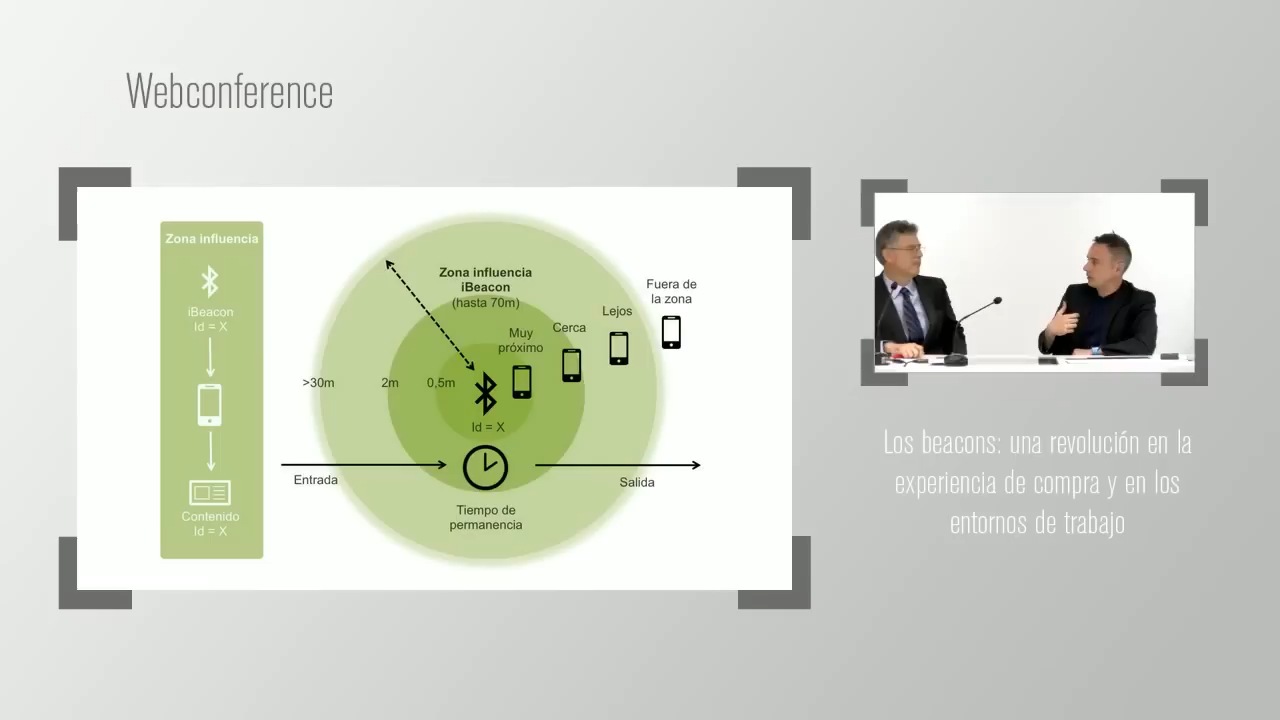 Webconference
Zona influencia
iBeacon
Id = X
Contenido
Id = X
Zona influencia
iBeacon
(hasta 70m)
Muy
próximo
Cerca
Lejos
Fuera de
la zona
>30m
2m
0,5m
Id = X
Entrada
Salida
Tiempo de
permanencia
Los beacons: una revolución en la
experiencia de compra y en los
entornos de trabajo